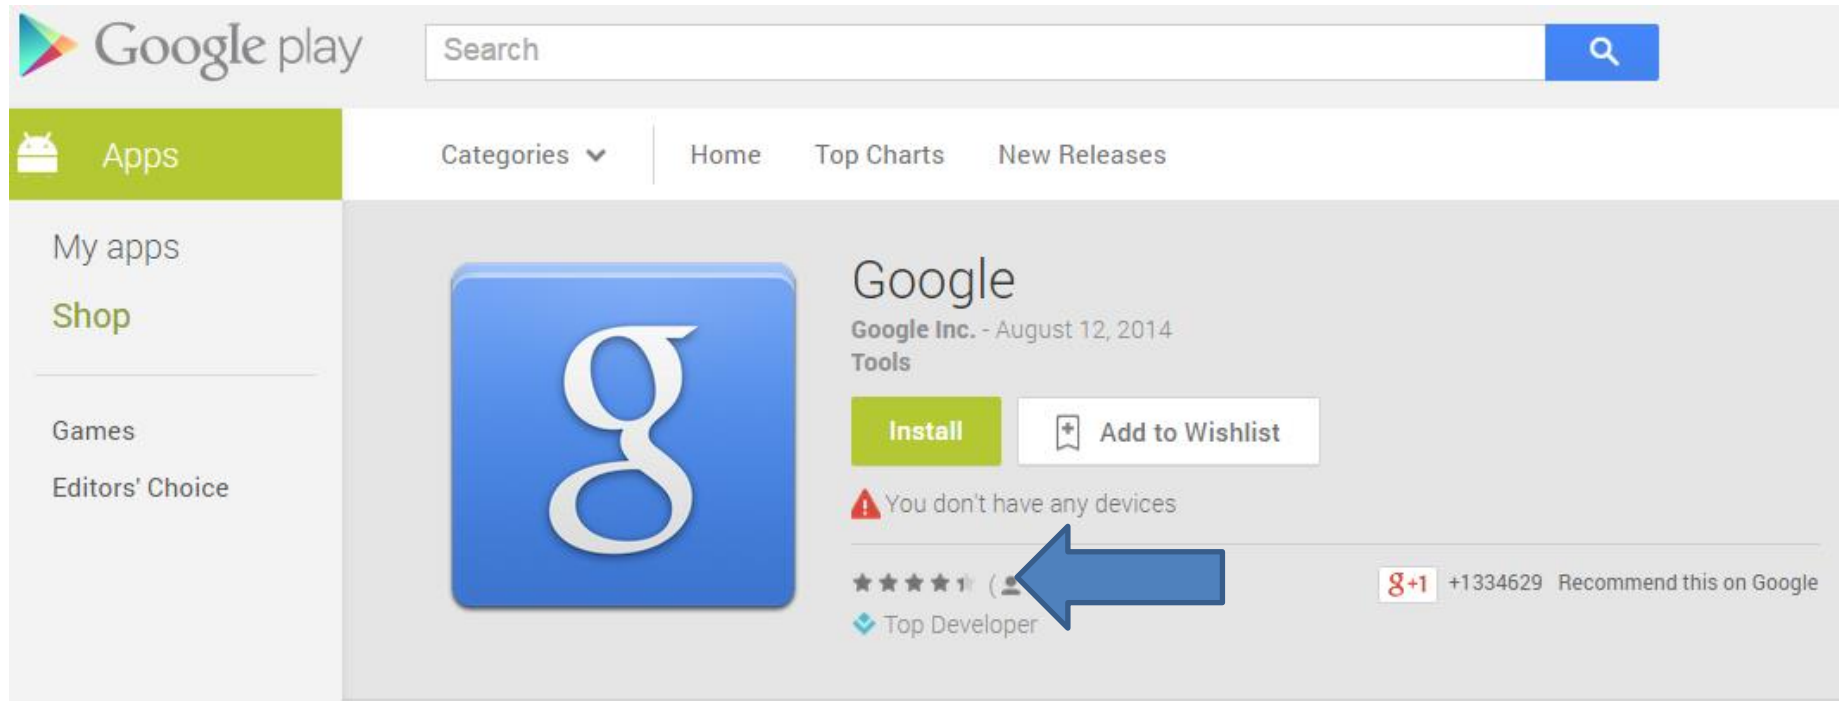 Google play
Search
Apps
Categories
Home
Top Charts
New Releases
My apps
Shop
Games
Editors' Choice
g
Google
Google Inc. - August 12, 2014
Tools
Install
Add to Wishlist
You don't have any devices
(
g+1 +1334629 Recommend this on Google
Top Developer